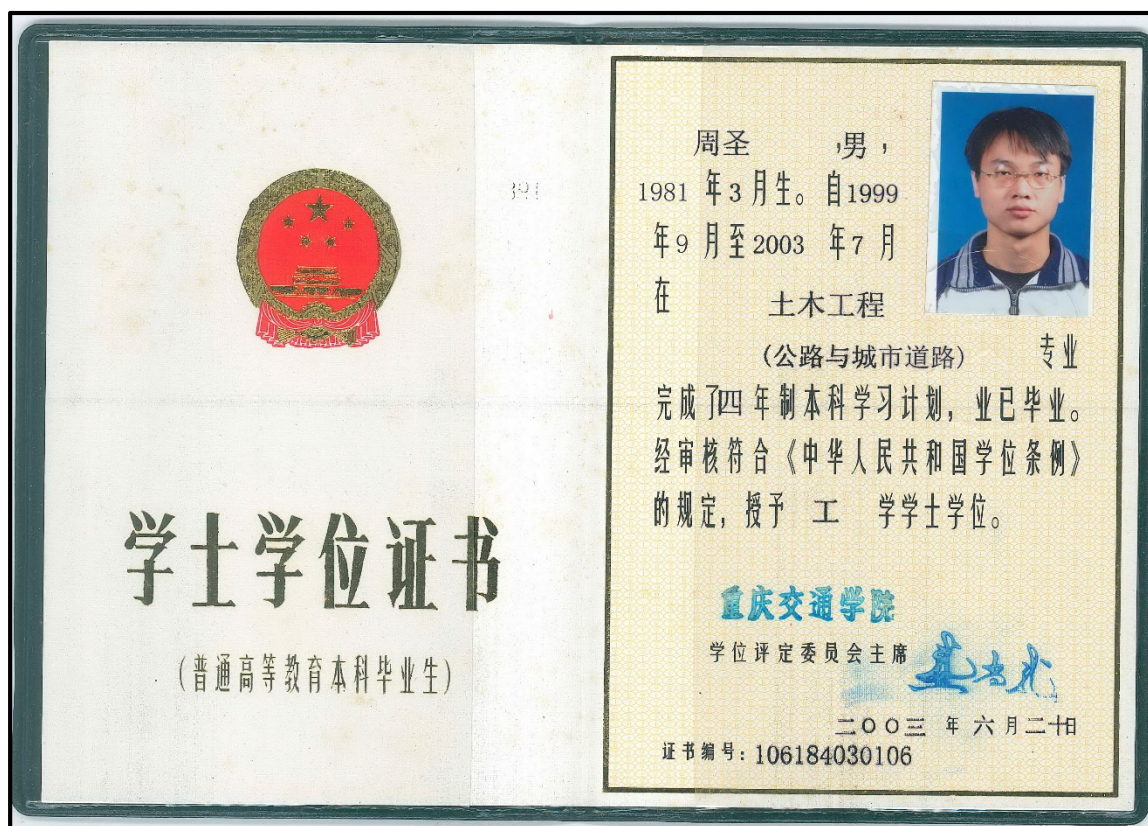 学士学位证书
(普通高等教育本科毕业生)
周圣 ,男,
1981 年3月生。自1999
年9 月至2003 年7 月
在 土木工程
(公路与城市道路) 专业
完成了四年制本科学习计划, 业已毕业。
经审核符合《中华人民共和国学位条例》
的规定, 授予 工 学学士学位。
重庆交通学院
学位评定委员会主席
二〇〇三 年 六 月 二十日
证书编号: 106184030106